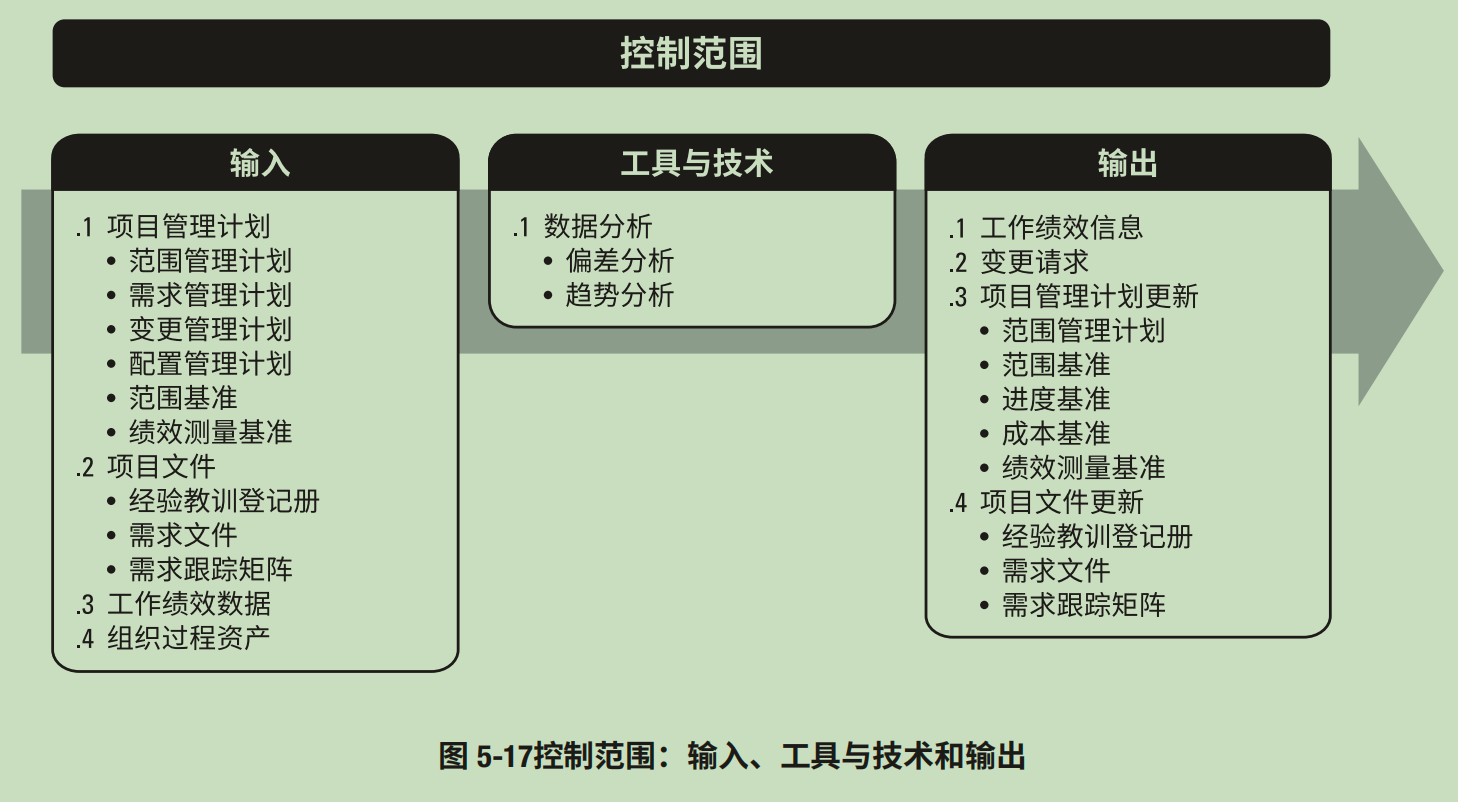 控制范围
输入
.1 项目管理计划
• 范围管理计划
• 需求管理计划
• 变更管理计划
• 配置管理计划
• 范围基准
• 绩效测量基准
.2 项目文件
• 经验教训登记册
• 需求文件
• 需求跟踪矩阵
.3 工作绩效数据
.4 组织过程资产
工具与技术
.1 数据分析
• 偏差分析
• 趋势分析
输出
.1 工作绩效信息
.2 变更请求
.3 项目管理计划更新
• 范围管理计划
• 范围基准
• 进度基准
• 成本基准
• 绩效测量基准
.4 项目文件更新
• 经验教训登记册
• 需求文件
• 需求跟踪矩阵
图 5-17控制范围：输入、工具与技术和输出